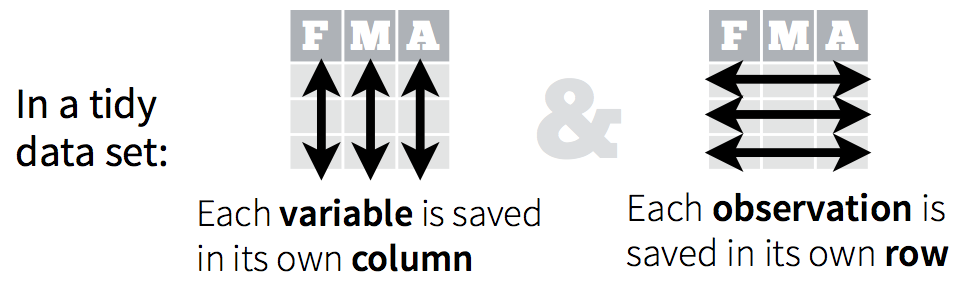 F M A
F M A
In a tidy
data set:
&
Each variable is saved
in its own column
Each observation is
saved in its own row